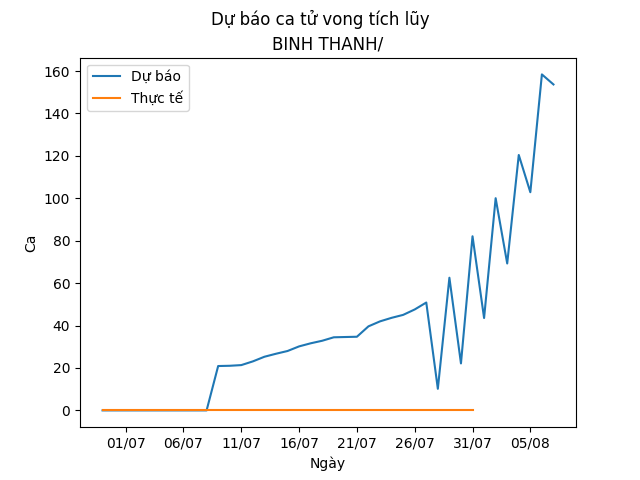 Dự báo ca tử vong tích lũy
BINH THANH/
Dự báo
Thực tế
Ca
160
140
120
100
80
60
40
20
0
01/07 06/07 11/07 16/07 21/07 26/07 31/07 05/08
Ngày